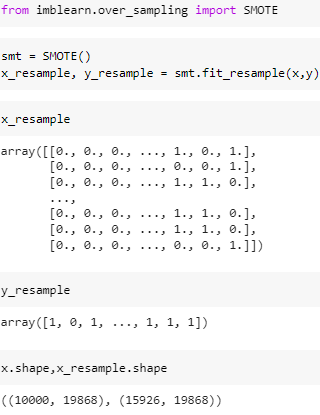 from imblearn.over_sampling import SMOTE
smt = SMOTE()
x_resample, y_resample = smt.fit_resample(x,y)
x_resample
array([[0., 0., 0., ..., 1., 0., 1.],
[0., 0., 0., ..., 0., 0., 1.],
[0., 0., 0., ..., 1., 1., 0.],
...,
[0., 0., 0., ..., 1., 1., 0.],
[0., 0., 0., ..., 1., 1., 0.],
[0., 0., 0., ..., 0., 0., 1.]])
y_resample
array([1, 0, 1, ..., 1, 1, 1])
x.shape,x_resample.shape
((10000, 19868), (15926, 19868))